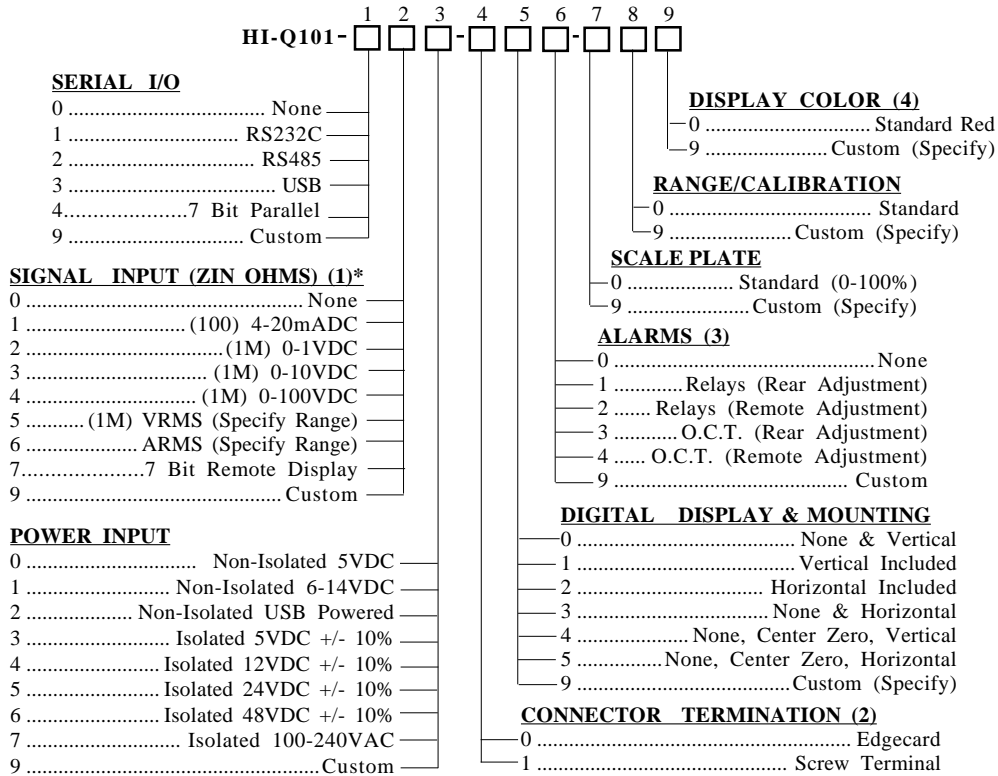 1 2 3 4 5 6 7 8 9
HI-Q101- - -
SERIAL I/O
0 .................................. None
1 .............................. RS232C
2 ................................ RS485
3 ................................... USB
4...................7 Bit Parallel
9 .............................. Custom
SIGNAL INPUT (ZIN OHMS) (1)*
0 ................................................ None
1 ...........................(100) 4-20mADC
2 ..................................(1M) 0-1VDC
3 ............................... (1M) 0-10VDC
4 .............................(1M) 0-100VDC
5 ...........(1M) VRMS (Specify Range)
6 ................... ARMS (Specify Range)
7.....................7 Bit Remote Display
9 ............................................ Custom
POWER INPUT
0 ............................. Non-Isolated 5VDC
1 ........................ Non-Isolated 6-14VDC
2 ..................Non-Isolated USB Powered
3 ....................... Isolated 5VDC +/- 10%
4 ....................... Isolated 12VDC +/- 10%
5 ....................... Isolated 24VDC +/- 10%
6 ....................... Isolated 48VDC +/- 10%
7 ........................... Isolated 100-240VAC
9 ...................................................Custom
DISPLAY COLOR (4)
0 ............................ Standard Red
9 .....................Custom (Specify)
RANGE/CALIBRATION
0 ................................... Standard
9 .....................Custom (Specify)
SCALE PLATE
0 .................... Standard (0-100%)
9 .......................Custom (Specify)
ALARMS (3)
0 ..............................................None
1 ............Relays (Rear Adjustment)
2 ....... Relays (Remote Adjustment)
3 ............O.C.T. (Rear Adjustment)
4 ...... O.C.T. (Remote Adjustment)
9 ......................................... Custom
DIGITAL DISPLAY & MOUNTING
0 ...................................... None & Vertical
1 ...................................... Vertical Included
2 ................................ Horizontal Included
3 ................................. None & Horizontal
4 ................... None, Center Zero, Vertical
5 ..............None, Center Zero, Horizontal
9 .....................................Custom (Specify)
CONNECTOR TERMINATION (2)
0 ...................................................... Edgecard
1 ........................................... Screw Terminal